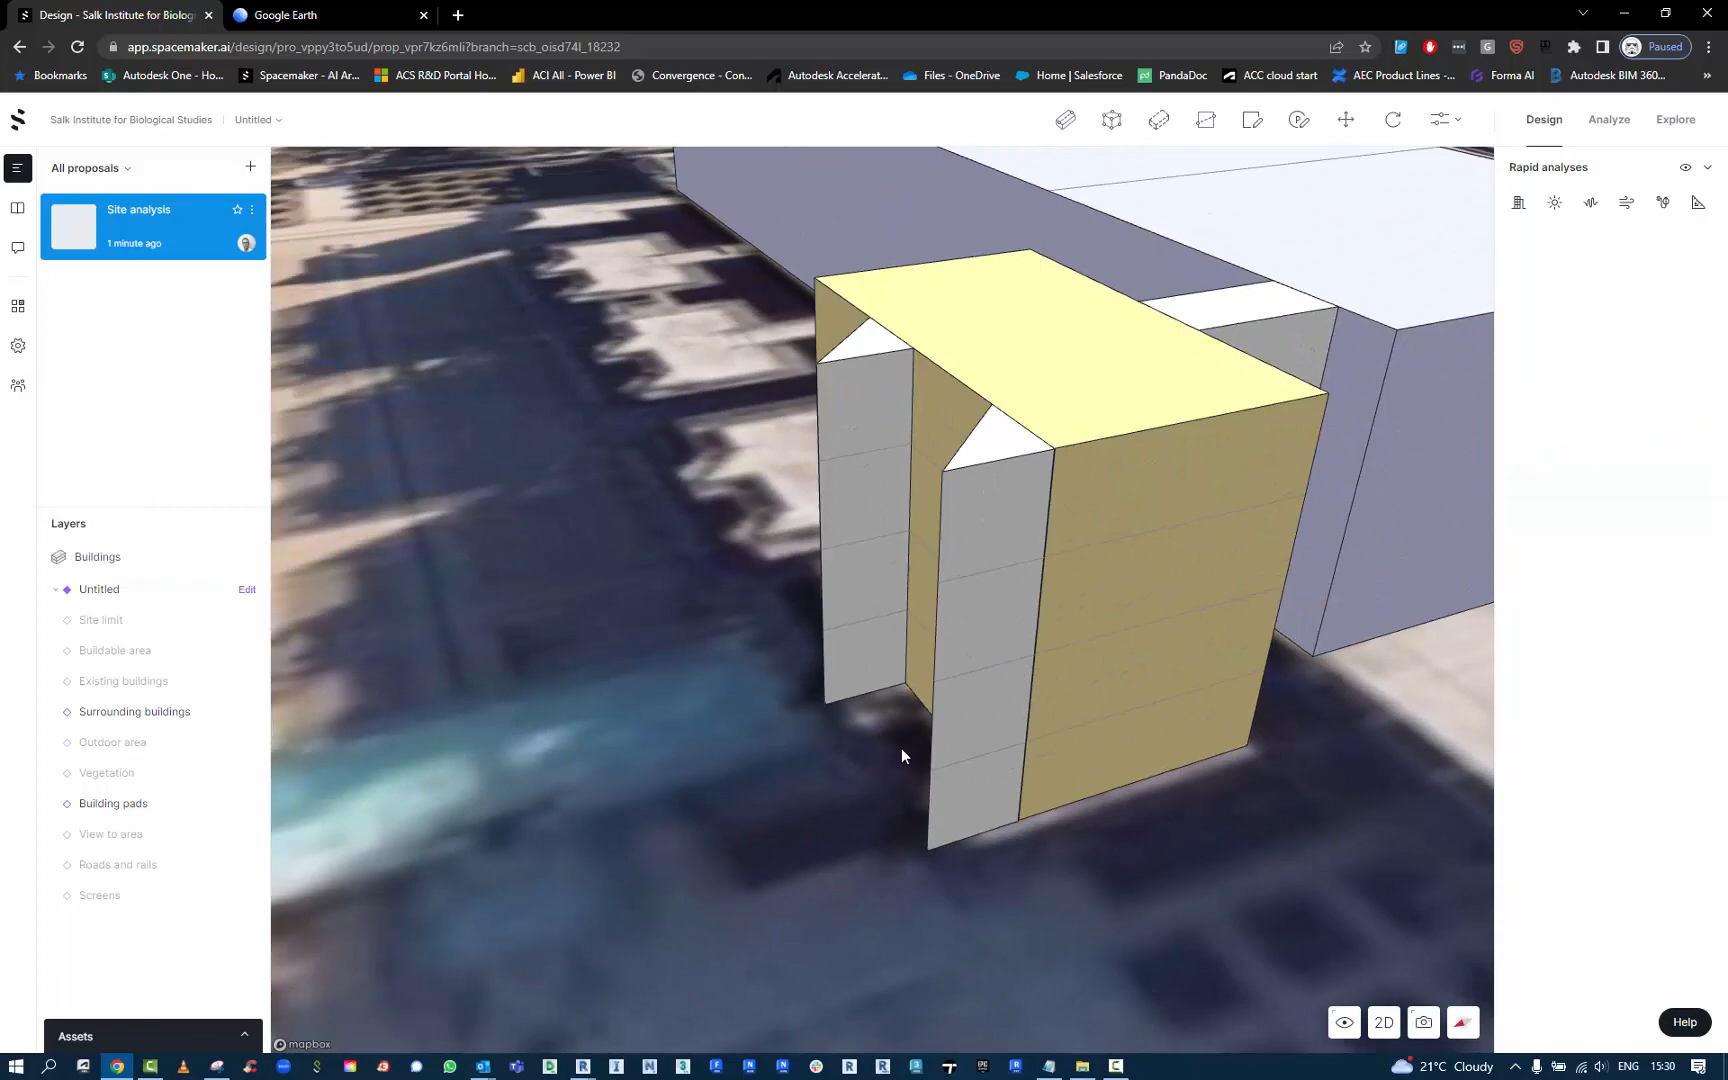 Design - Salk Institute for Biolog
Google Earth
app.spacemaker.ai/design/pro_vppy3to5ud/prop_vpr7kz6mli?branch=scb_oisd74l_18232
Paused
Bookmarks
Autodesk One - Ho...
Spacemaker - AI Ar...
ACS R&D Portal Ho...
ACI All - Power BI
Convergence - Con...
Autodesk Accelerat...
Files - OneDrive
Home | Salesforce
PandaDoc
ACC cloud start
AEC Product Lines -...
Forma AI
Autodesk BIM 360...
Salk Institute for Biological Studies
Untitled
Design
Analyze
Explore
All proposals
Rapid analyses
Site analysis
1 minute ago
Layers
Buildings
Untitled
Edit
Site limit
Buildable area
Existing buildings
Surrounding buildings
Outdoor area
Vegetation
Building pads
View to area
Roads and rails
Screens
Assets
mapbox
2D
Help
21°C Cloudy
ENG
15:30